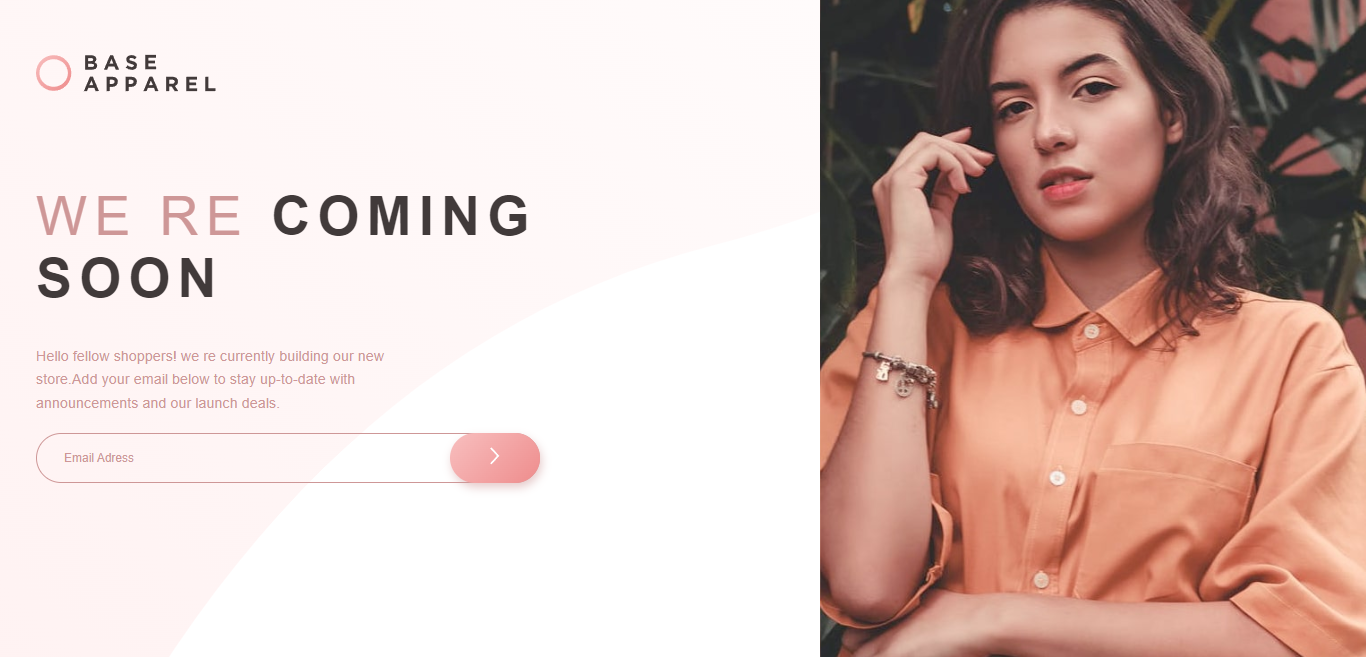 BASE
APPAREL
WE RE COMING
SOON
Hello fellow shoppers! we re currently building our new
store.Add your email below to stay up-to-date with
announcements and our launch deals.
Email Adress